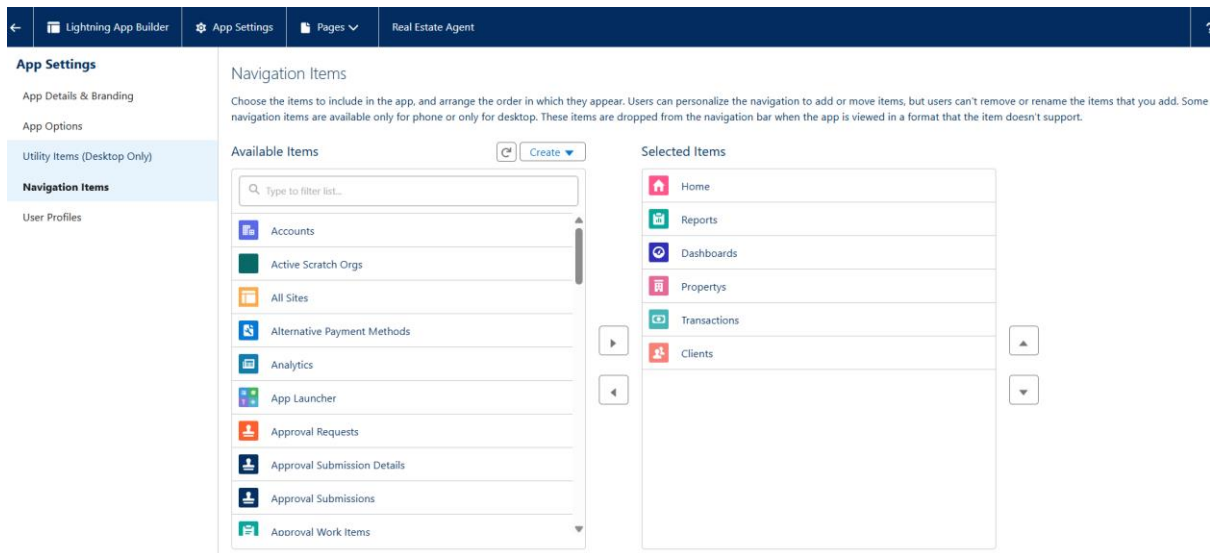 Lightning App Builder App Settings Pages Real Estate Agent ?
App Settings
App Details & Branding
App Options
Utility Items (Desktop Only)
Navigation Items
User Profiles
Navigation Items
Choose the items to include in the app, and arrange the order in which they appear. Users can personalize the navigation to add or move items, but users can't remove or rename the items that you add. Some
navigation items are available only for phone or only for desktop. These items are dropped from the navigation bar when the app is viewed in a format that the item doesn't support.
Available Items
Create
Type to filter list...
Accounts
Active Scratch Orgs
All Sites
Alternative Payment Methods
Analytics
App Launcher
Approval Requests
Approval Submission Details
Approval Submissions
Approval Work Items
Selected Items
Home
Reports
Dashboards
Propertys
Transactions
Clients